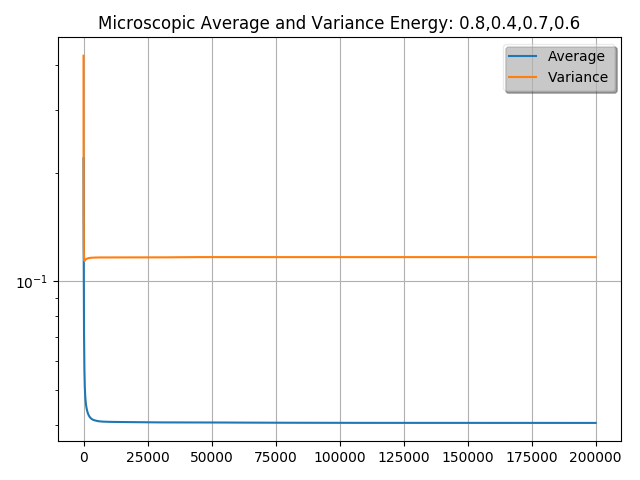 Microscopic Average and Variance Energy: 0.8,0.4,0.7,0.6
Average
Variance
10⁻¹
0 25000 50000 75000 100000 125000 150000 175000 200000